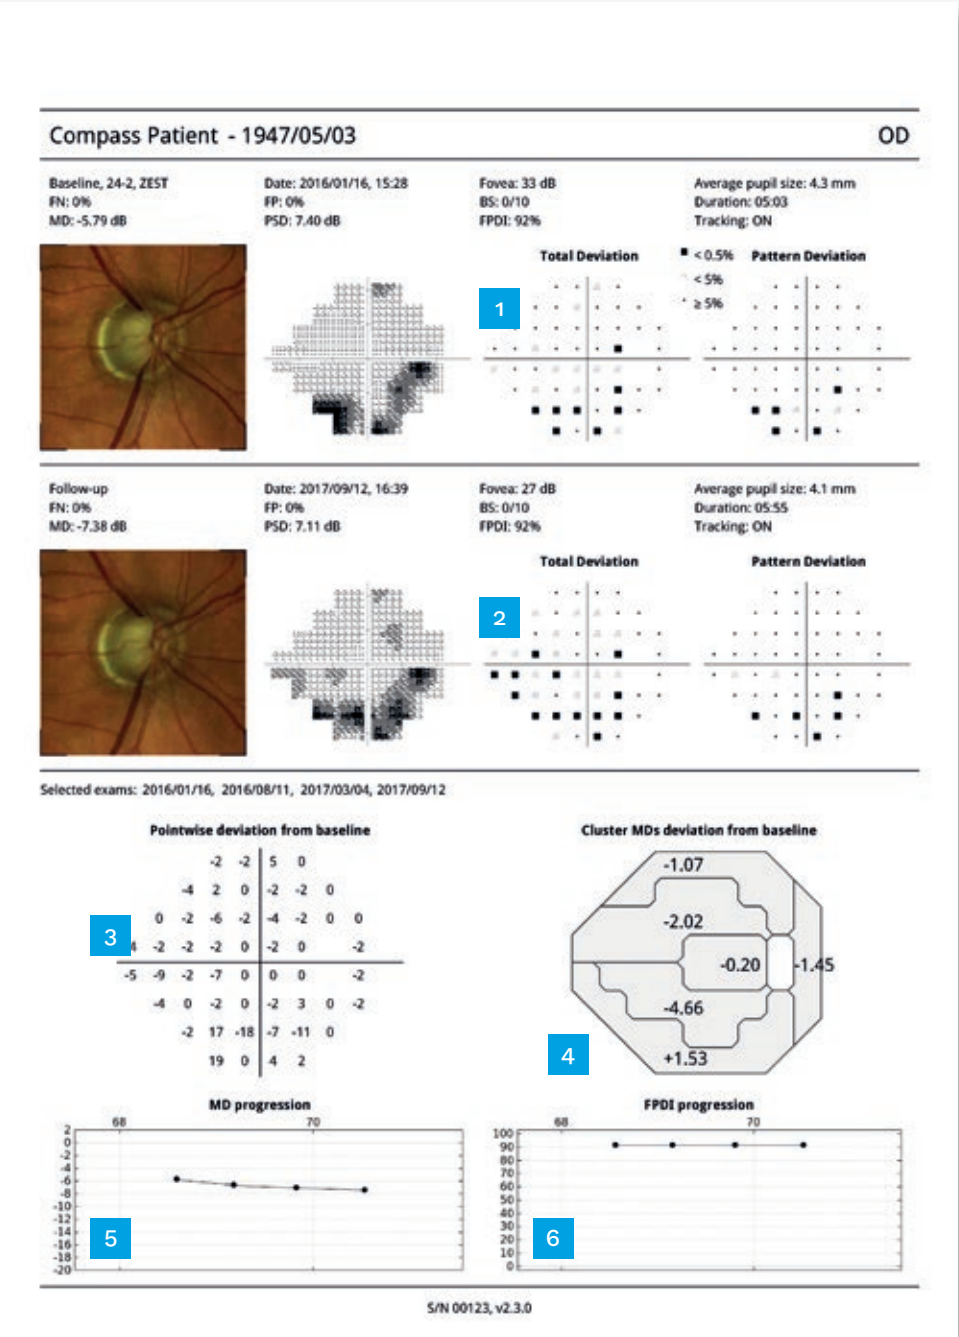 Compass Patient - 1947/05/03 OD
Baseline, 24-2, ZEST Date: 2016/01/16, 15:28 Fovea: 33 dB Average pupil size: 4.3 mm
FN: 0% FP: 0% BS: 0/10 Duration: 05:03
MD: -5.79 dB PSD: 7.40 dB FPDI: 92% Tracking: ON
Total Deviation < 0.5% Pattern Deviation
< 5%
≥ 5%
1
Follow-up Date: 2017/09/12, 16:39 Fovea: 27 dB Average pupil size: 4.1 mm
FN: 0% FP: 0% BS: 0/10 Duration: 05:55
MD: -7.38 dB PSD: 7.11 dB FPDI: 92% Tracking: ON
Total Deviation Pattern Deviation
2
Selected exams: 2016/01/16, 2016/08/11, 2017/03/04, 2017/09/12
Pointwise deviation from baseline
-2 -2 5 0
-4 2 0 -2 -2 0
0 -2 -6 -2 -4 -2 0 0
3 4 -2 -2 -2 0 -2 0 -2
-5 -9 -2 -7 0 0 0 -2
-4 0 -2 0 -2 3 0 -2
-2 17 -18 -7 -11 0
19 0 4 2
Cluster MDs deviation from baseline
-1.07
-2.02
-0.20 -1.45
-4.66
4
+1.53
MD progression
68 70
2
0
-2
-4
-6
-8
-10
-12
-14
-16
-18
-20
5
FPDI progression
68 70
100
90
80
70
60
50
40
30
20
10
0
6
S/N 00123, v2.3.0